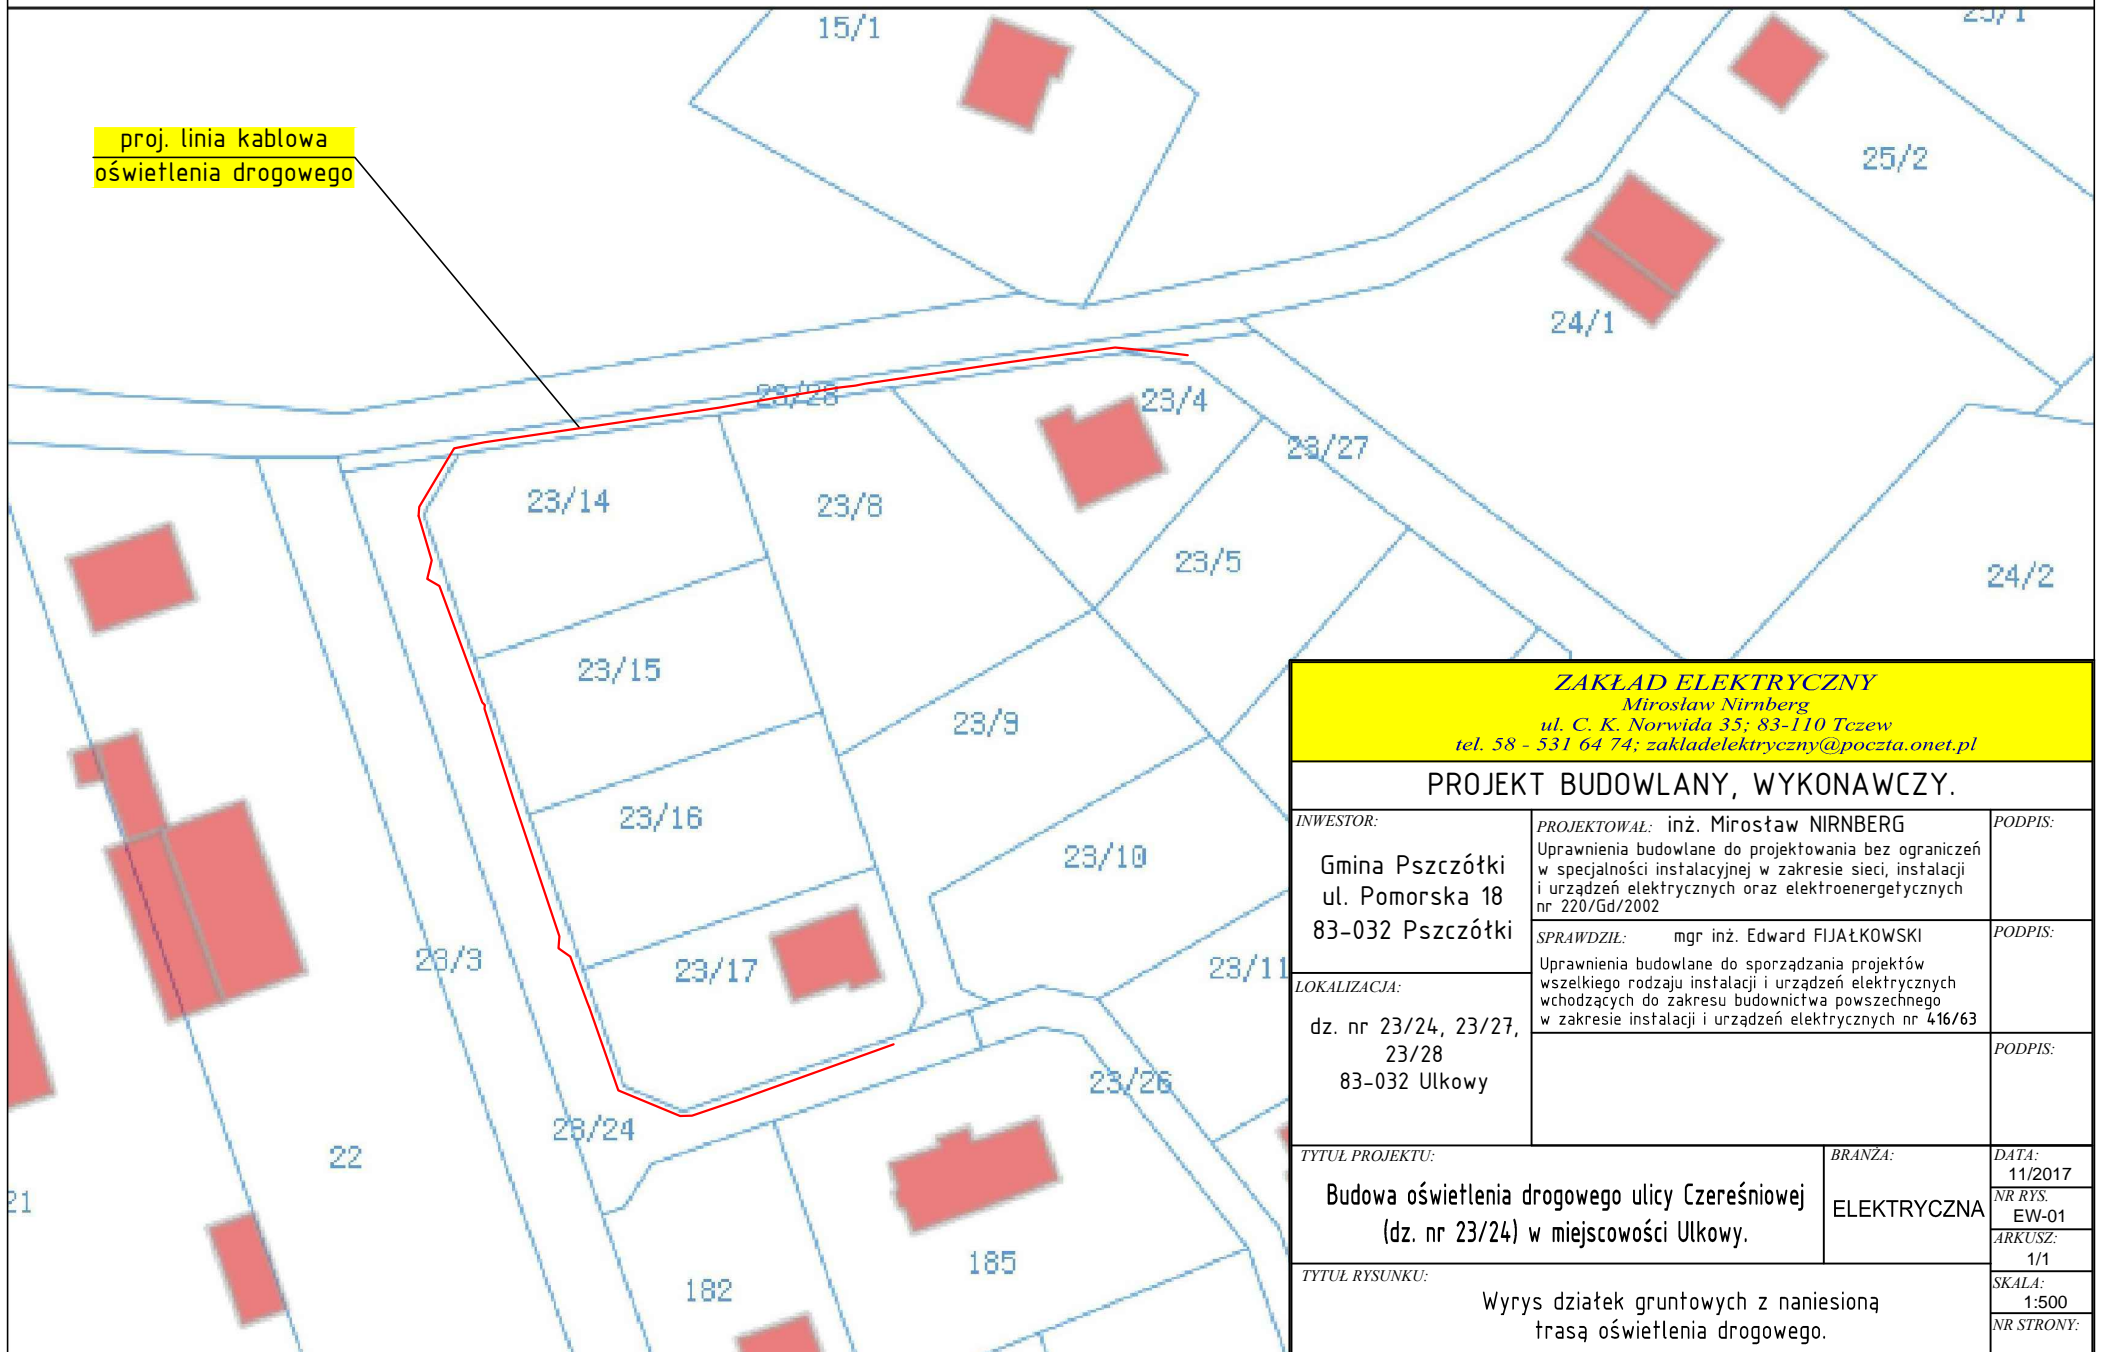 15/1
25/1
proj. linia kablowa
oświetlenia drogowego
25/2
24/1
23/28
23/4
23/27
23/14
23/8
23/5
24/2
23/15
23/9
23/16
23/10
23/3
23/17
23/11
23/26
23/24
22
21
185
182
ZAKŁAD ELEKTRYCZNY
Mirosław Nirnberg
ul. C. K. Norwida 35; 83-110 Tczew
tel. 58 - 531 64 74; zakladelektryczny@poczta.onet.pl
PROJEKT BUDOWLANY, WYKONAWCZY.
INWESTOR:
Gmina Pszczółki
ul. Pomorska 18
83-032 Pszczółki
PROJEKTOWAŁ: inż. Mirosław NIRNBERG
Uprawnienia budowlane do projektowania bez ograniczeń
w specjalności instalacyjnej w zakresie sieci, instalacji
i urządzeń elektrycznych oraz elektroenergetycznych
nr 220/Gd/2002
PODPIS:
SPRAWDZIŁ: mgr inż. Edward FIJAŁKOWSKI
Uprawnienia budowlane do sporządzania projektów
wszelkiego rodzaju instalacji i urządzeń elektrycznych
wchodzących do zakresu budownictwa powszechnego
w zakresie instalacji i urządzeń elektrycznych nr 416/63
PODPIS:
LOKALIZACJA:
dz. nr 23/24, 23/27,
23/28
83-032 Ulkowy
PODPIS:
TYTUŁ PROJEKTU:
Budowa oświetlenia drogowego ulicy Czereśniowej
(dz. nr 23/24) w miejscowości Ulkowy.
BRANŻA:
ELEKTRYCZNA
DATA:
11/2017
NR RYS.
EW-01
ARKUSZ:
1/1
TYTUŁ RYSUNKU:
Wyrys działek gruntowych z naniesioną
trasą oświetlenia drogowego.
SKALA:
1:500
NR STRONY: